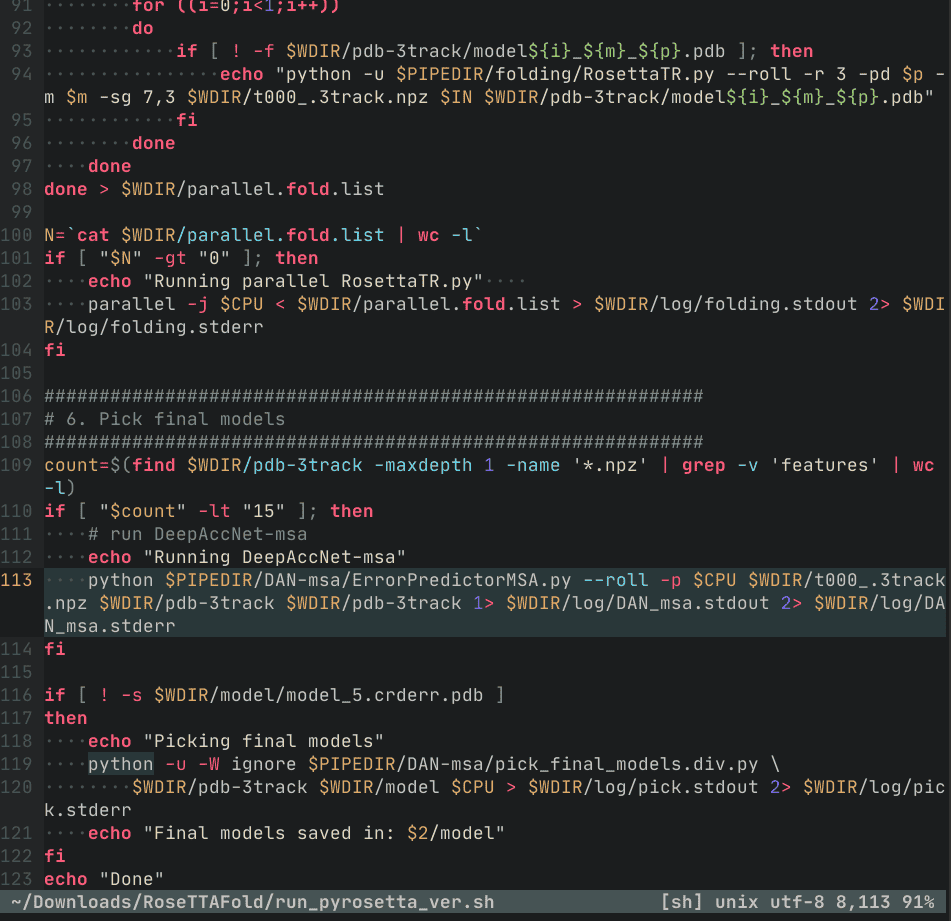 91 ········for ((i=0;i<1;i++))
92 ········do
93 ············if [ ! -f $WDIR/pdb-3track/model${i}_${m}_${p}.pdb ]; then
94 ················echo "python -u $PIPEDIR/folding/RosettaTR.py --roll -r 3 -pd $p -
m $m -sg 7,3 $WDIR/t000_.3track.npz $IN $WDIR/pdb-3track/model${i}_${m}_${p}.pdb"
95 ············fi
96 ········done
97 ····done
98 done > $WDIR/parallel.fold.list
99
100 N=`cat $WDIR/parallel.fold.list | wc -l`
101 if [ "$N" -gt "0" ]; then
102 ····echo "Running parallel RosettaTR.py"····
103 ····parallel -j $CPU < $WDIR/parallel.fold.list > $WDIR/log/folding.stdout 2> $WDI
R/log/folding.stderr
104 fi
105
106 ############################################################
107 # 6. Pick final models
108 ############################################################
109 count=$(find $WDIR/pdb-3track -maxdepth 1 -name '*.npz' | grep -v 'features' | wc
-l)
110 if [ "$count" -lt "15" ]; then
111 ····# run DeepAccNet-msa
112 ····echo "Running DeepAccNet-msa"
113 ····python $PIPEDIR/DAN-msa/ErrorPredictorMSA.py --roll -p $CPU $WDIR/t000_.3track
.npz $WDIR/pdb-3track $WDIR/pdb-3track 1> $WDIR/log/DAN_msa.stdout 2> $WDIR/log/DA
N_msa.stderr
114 fi
115
116 if [ ! -s $WDIR/model/model_5.crderr.pdb ]
117 then
118 ····echo "Picking final models"
119 ····python -u -W ignore $PIPEDIR/DAN-msa/pick_final_models.div.py \
120 ········$WDIR/pdb-3track $WDIR/model $CPU > $WDIR/log/pick.stdout 2> $WDIR/log/pic
k.stderr
121 ····echo "Final models saved in: $2/model"
122 fi
123 echo "Done"
~/Downloads/RoseTTAFold/run_pyrosetta_ver.sh [sh] unix utf-8 8,113 91%